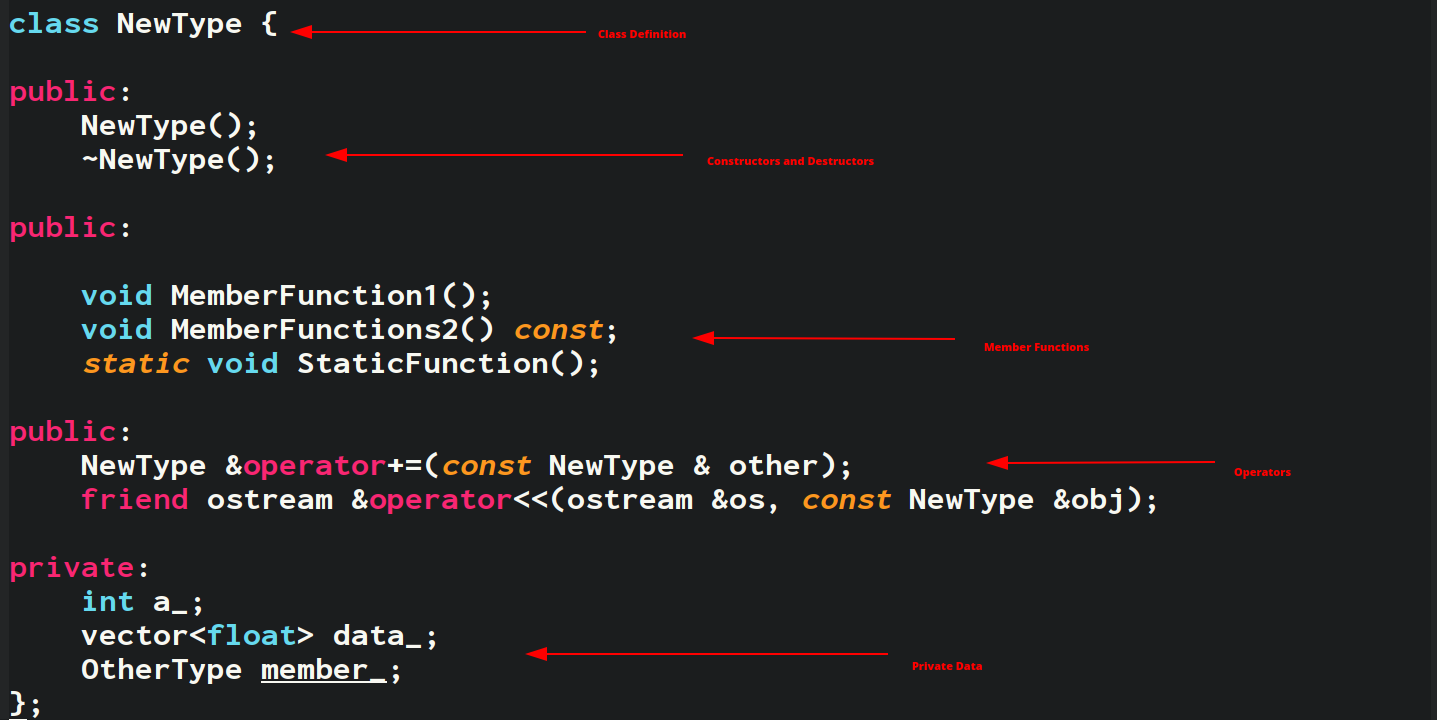 class NewType {
Class Definition
public:
NewType();
~NewType();
Constructors and Destructors
public:
void MemberFunction1();
void MemberFunctions2() const;
Member Functions
static void StaticFunction();
public:
NewType &operator+=(const NewType & other);
Operators
friend ostream &operator<<(ostream &os, const NewType &obj);
private:
int a_;
vector<float> data_;
OtherType member_;
Private Data
};